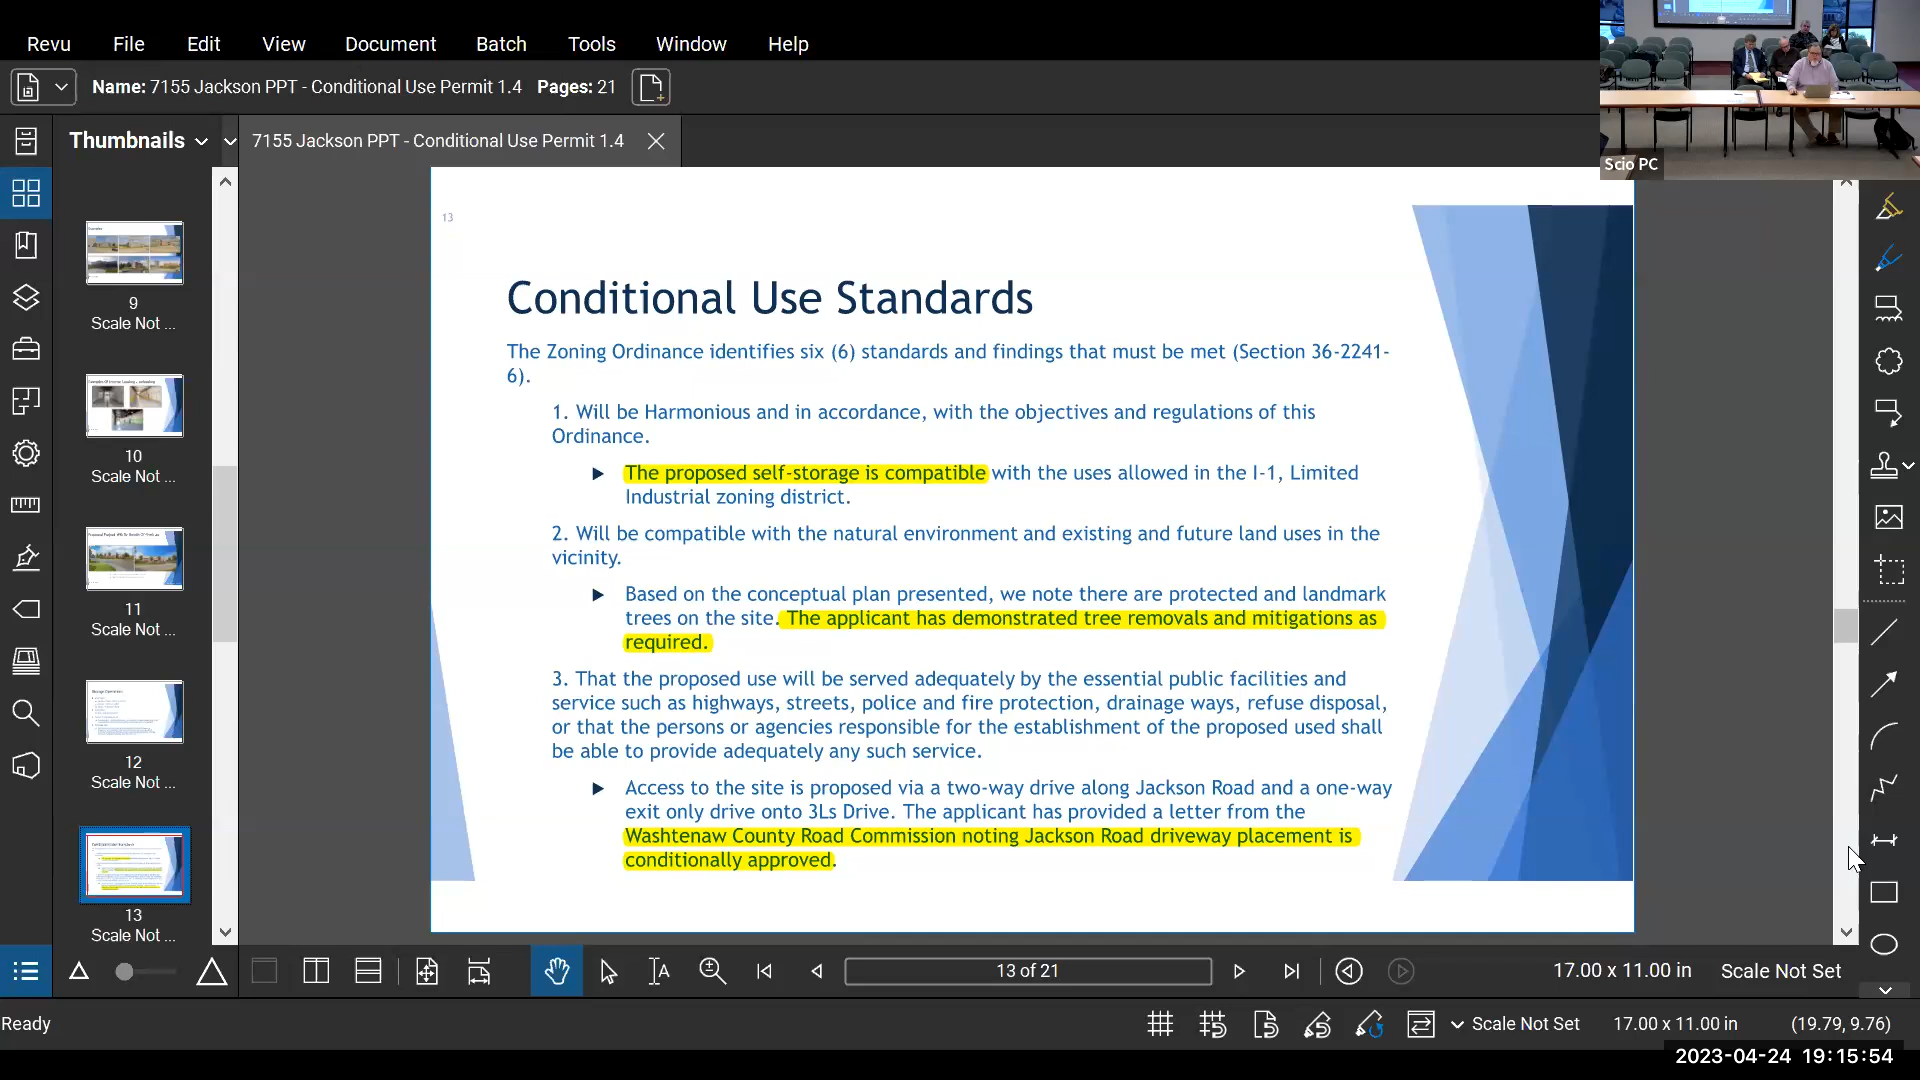 Revu File Edit View Document Batch Tools Window Help
Name: 7155 Jackson PPT - Conditional Use Permit 1.4 Pages: 21
Scio PC
Thumbnails
7155 Jackson PPT - Conditional Use Permit 1.4
9
Scale Not ...
10
Scale Not ...
11
Scale Not ...
12
Scale Not ...
13
Scale Not ...
13
Conditional Use Standards
The Zoning Ordinance identifies six (6) standards and findings that must be met (Section 36-2241-
6).
1. Will be Harmonious and in accordance, with the objectives and regulations of this
Ordinance.
The proposed self-storage is compatible with the uses allowed in the I-1, Limited
Industrial zoning district.
2. Will be compatible with the natural environment and existing and future land uses in the
vicinity.
Based on the conceptual plan presented, we note there are protected and landmark
trees on the site. The applicant has demonstrated tree removals and mitigations as
required.
3. That the proposed use will be served adequately by the essential public facilities and
service such as highways, streets, police and fire protection, drainage ways, refuse disposal,
or that the persons or agencies responsible for the establishment of the proposed used shall
be able to provide adequately any such service.
Access to the site is proposed via a two-way drive along Jackson Road and a one-way
exit only drive onto 3Ls Drive. The applicant has provided a letter from the
Washtenaw County Road Commission noting Jackson Road driveway placement is
conditionally approved.
13 of 21
17.00 x 11.00 in Scale Not Set
Ready
Scale Not Set 17.00 x 11.00 in (19.79, 9.76)
2023-04-24 19:15:54